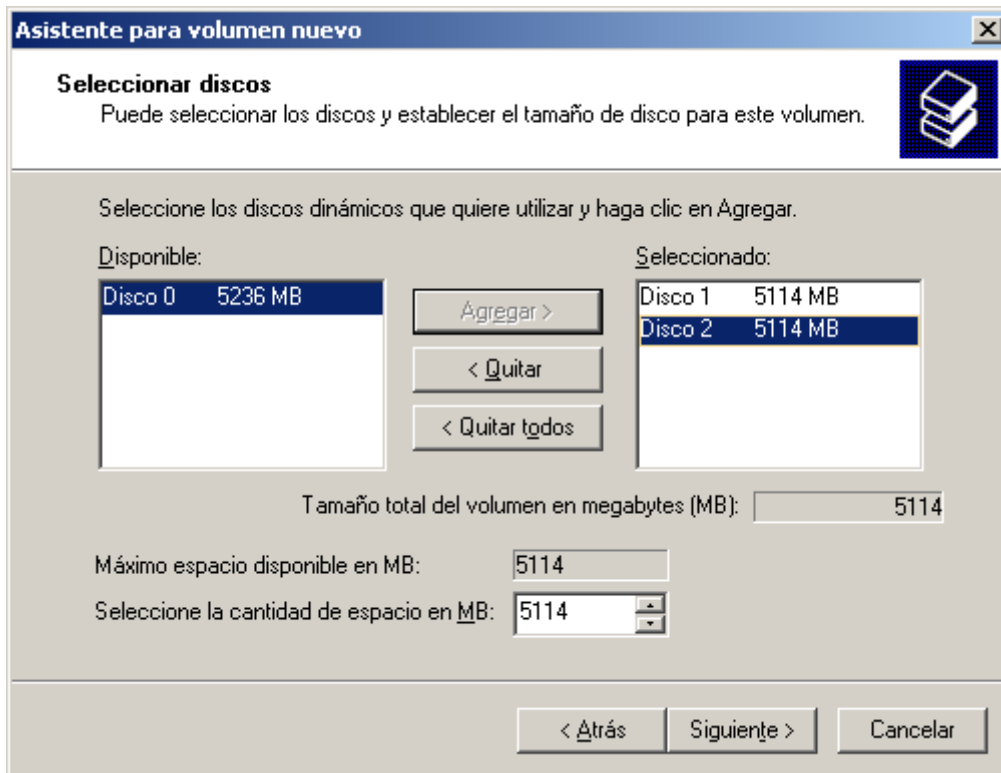 Asistente para volumen nuevo
Seleccionar discos
Puede seleccionar los discos y establecer el tamaño de disco para este volumen.
Seleccione los discos dinámicos que quiere utilizar y haga clic en Agregar.
Disponible:
Seleccionado:
Disco 0 5236 MB
Agregar >
< Quitar
< Quitar todos
Disco 1 5114 MB
Disco 2 5114 MB
Tamaño total del volumen en megabytes (MB): 5114
Máximo espacio disponible en MB: 5114
Seleccione la cantidad de espacio en MB: 5114
< Atrás Siguiente > Cancelar